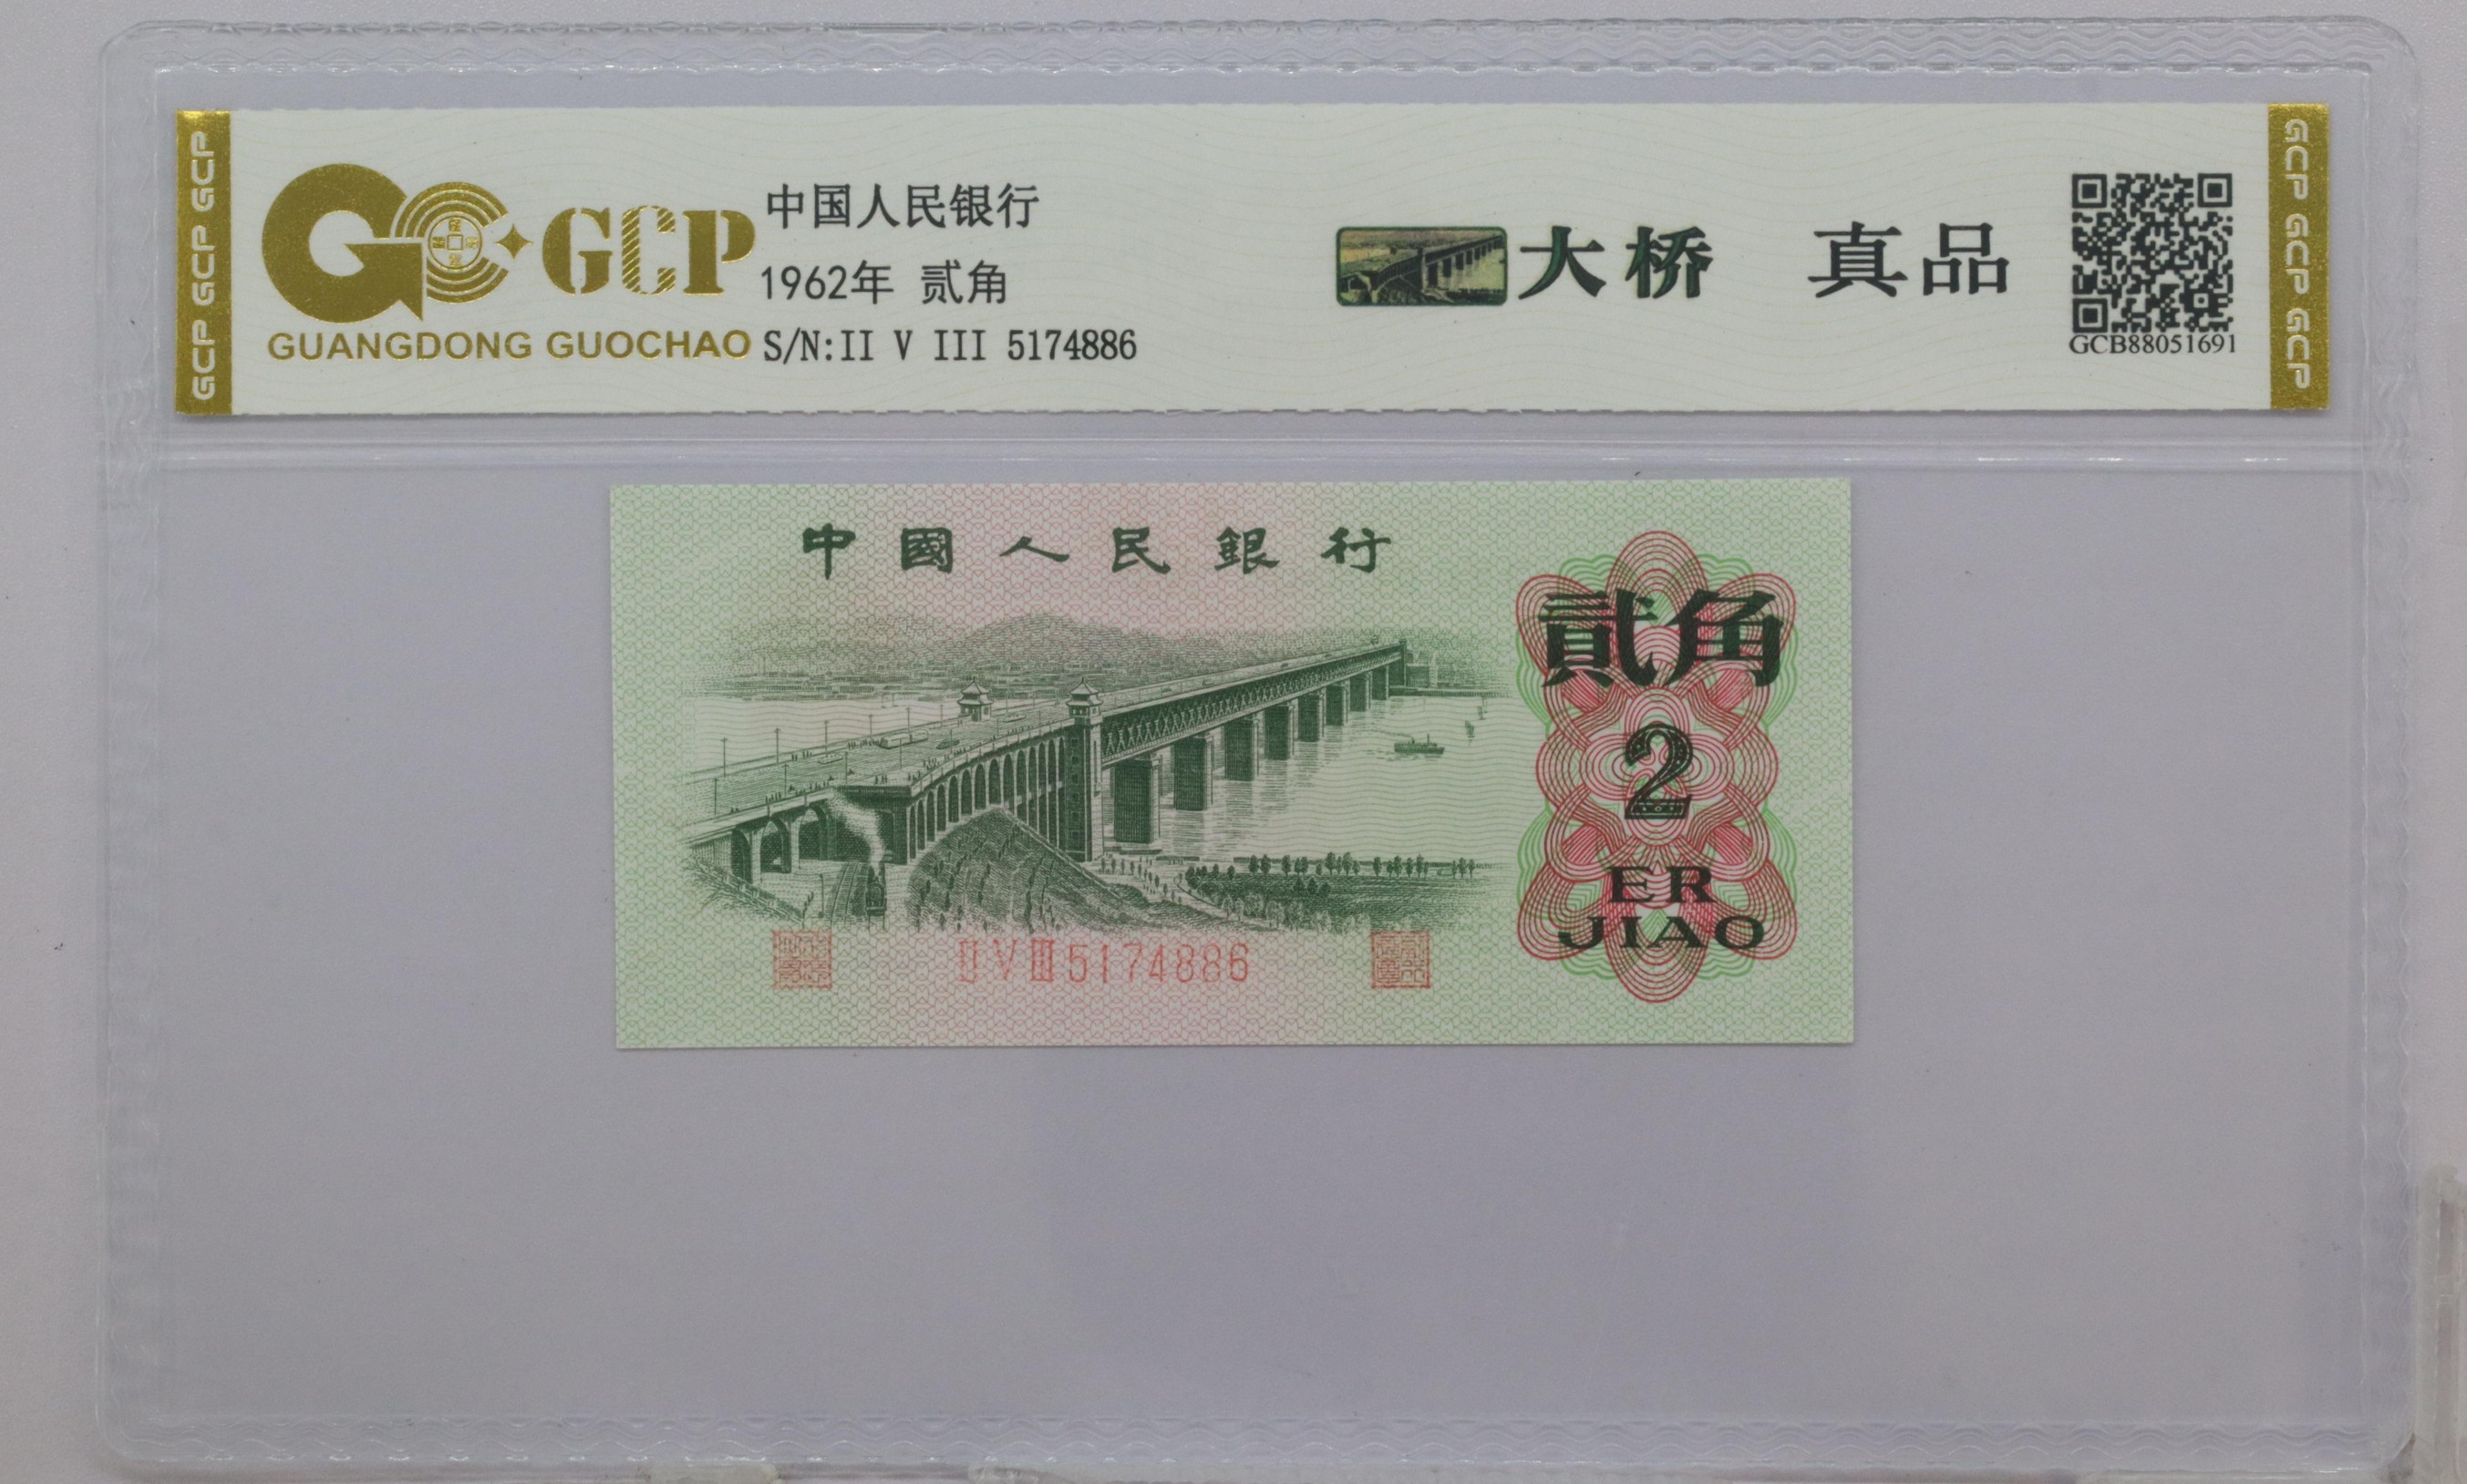 GCP GCP GCP
GCP
GUANGDONG GUOCHAO
中国人民银行
1962年 贰角
S/N:II V III 5174886
大桥 真品
GCB88051691
GCP GCP GCP
中國人民銀行
貳角
2
ER
JIAO
II V III 5174886